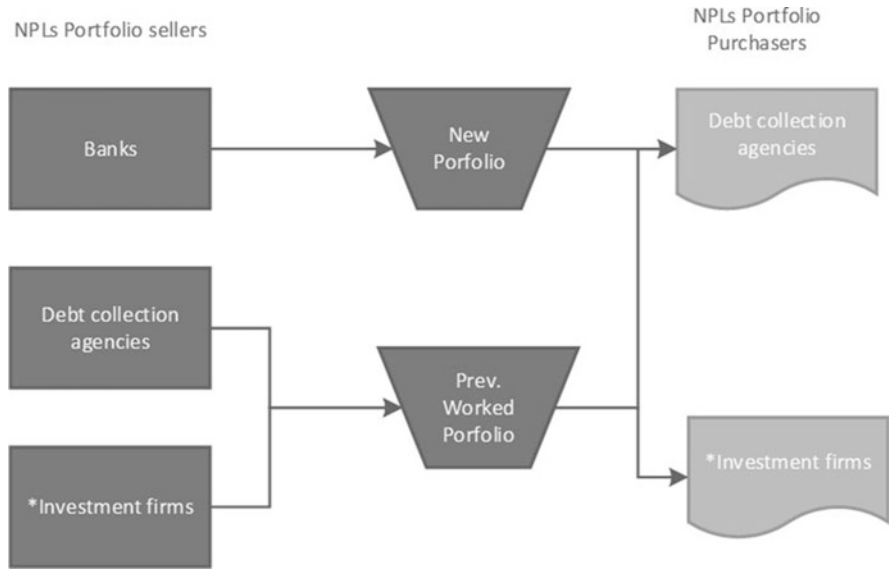 NPLs Portfolio sellers
NPLs Portfolio
Purchasers
Banks
New
Porfolio
Debt collection
agencies
Debt collection
agencies
Prev.
Worked
Porfolio
*Investment firms
*Investment firms